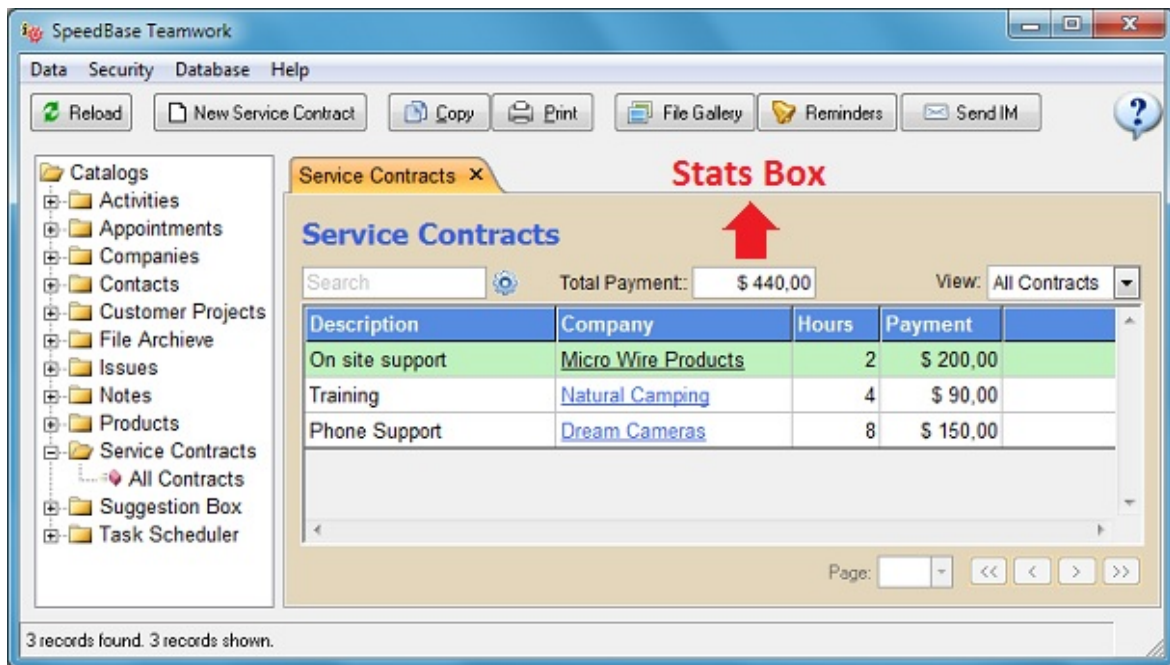 SpeedBase Teamwork
Data Security Database Help
Reload New Service Contract Copy Print File Gallery Reminders Send IM ?
Catalogs
Activities
Appointments
Companies
Contacts
Customer Projects
File Archieve
Issues
Notes
Products
Service Contracts
All Contracts
Suggestion Box
Task Scheduler
Service Contracts ×
Stats Box
Service Contracts
Search Total Payment:: $ 440,00 View: All Contracts
Description Company Hours Payment
On site support Micro Wire Products 2 $ 200,00
Training Natural Camping 4 $ 90,00
Phone Support Dream Cameras 8 $ 150,00
Page: << < > >>
3 records found. 3 records shown.